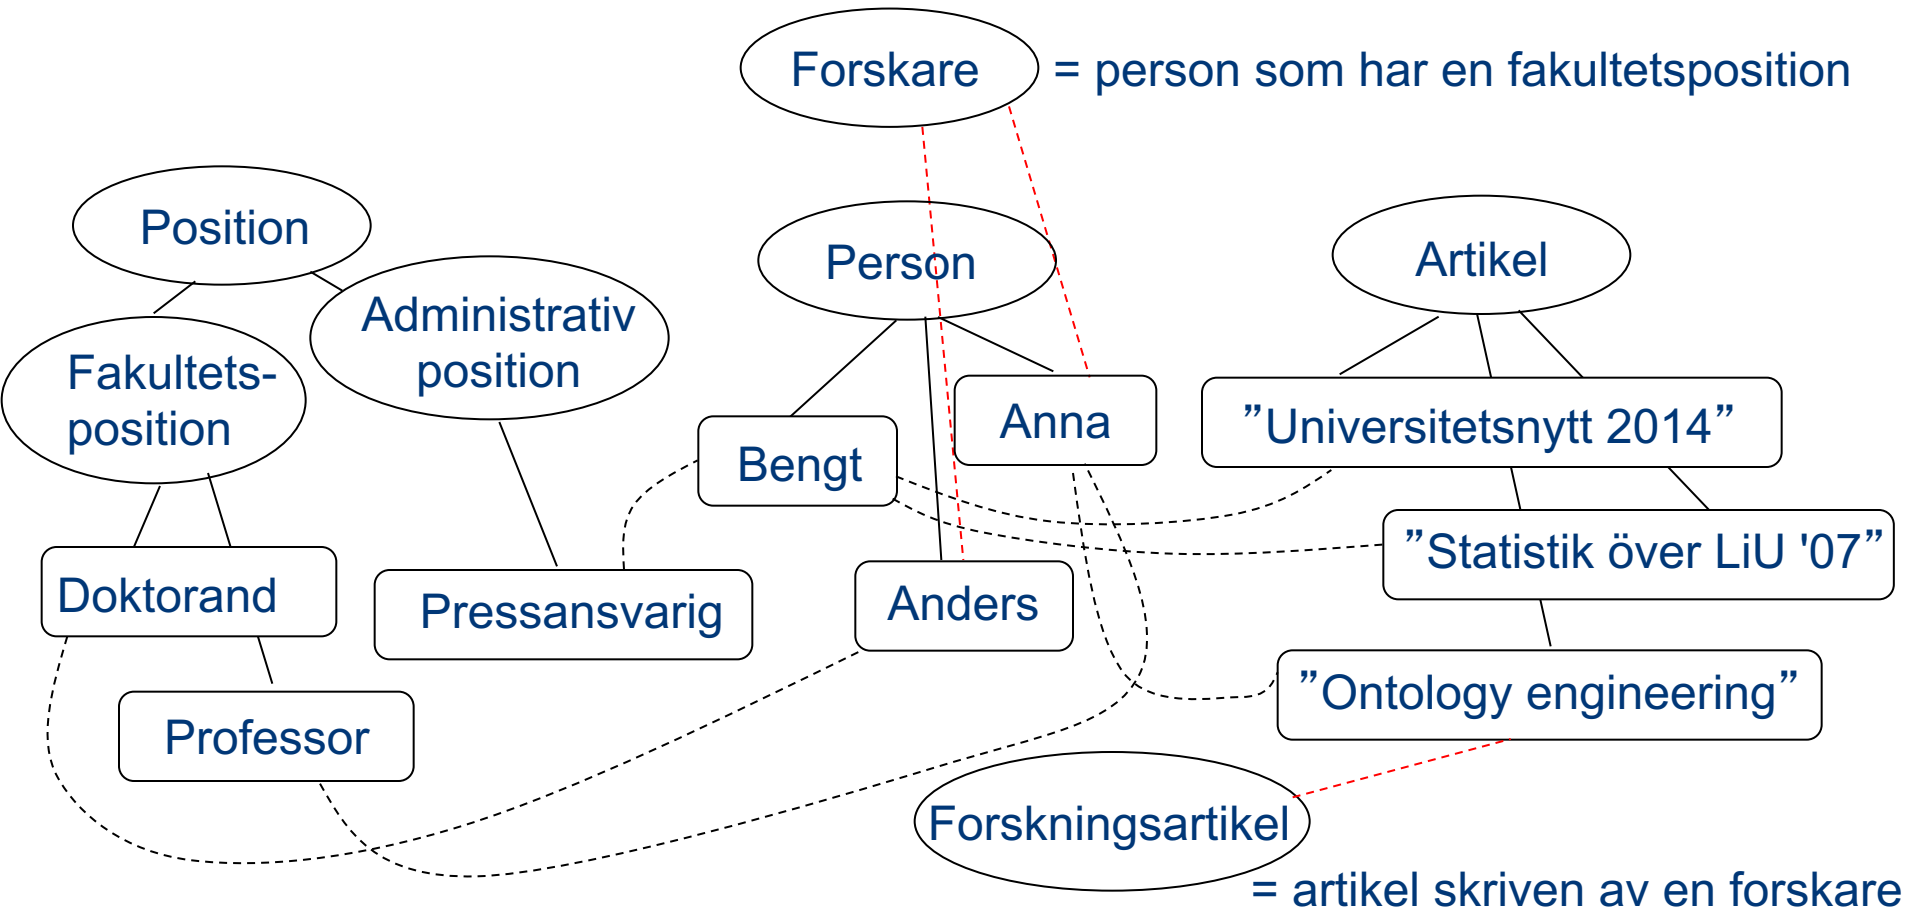 Forskare
= person som har en fakultetsposition
Position
Person
Artikel
Administrativ
position
Fakultets-
position
Anna
”Universitetsnytt 2014”
Bengt
”Statistik över LiU '07”
Doktorand
Pressansvarig
Anders
”Ontology engineering”
Professor
Forskningsartikel
= artikel skriven av en forskare